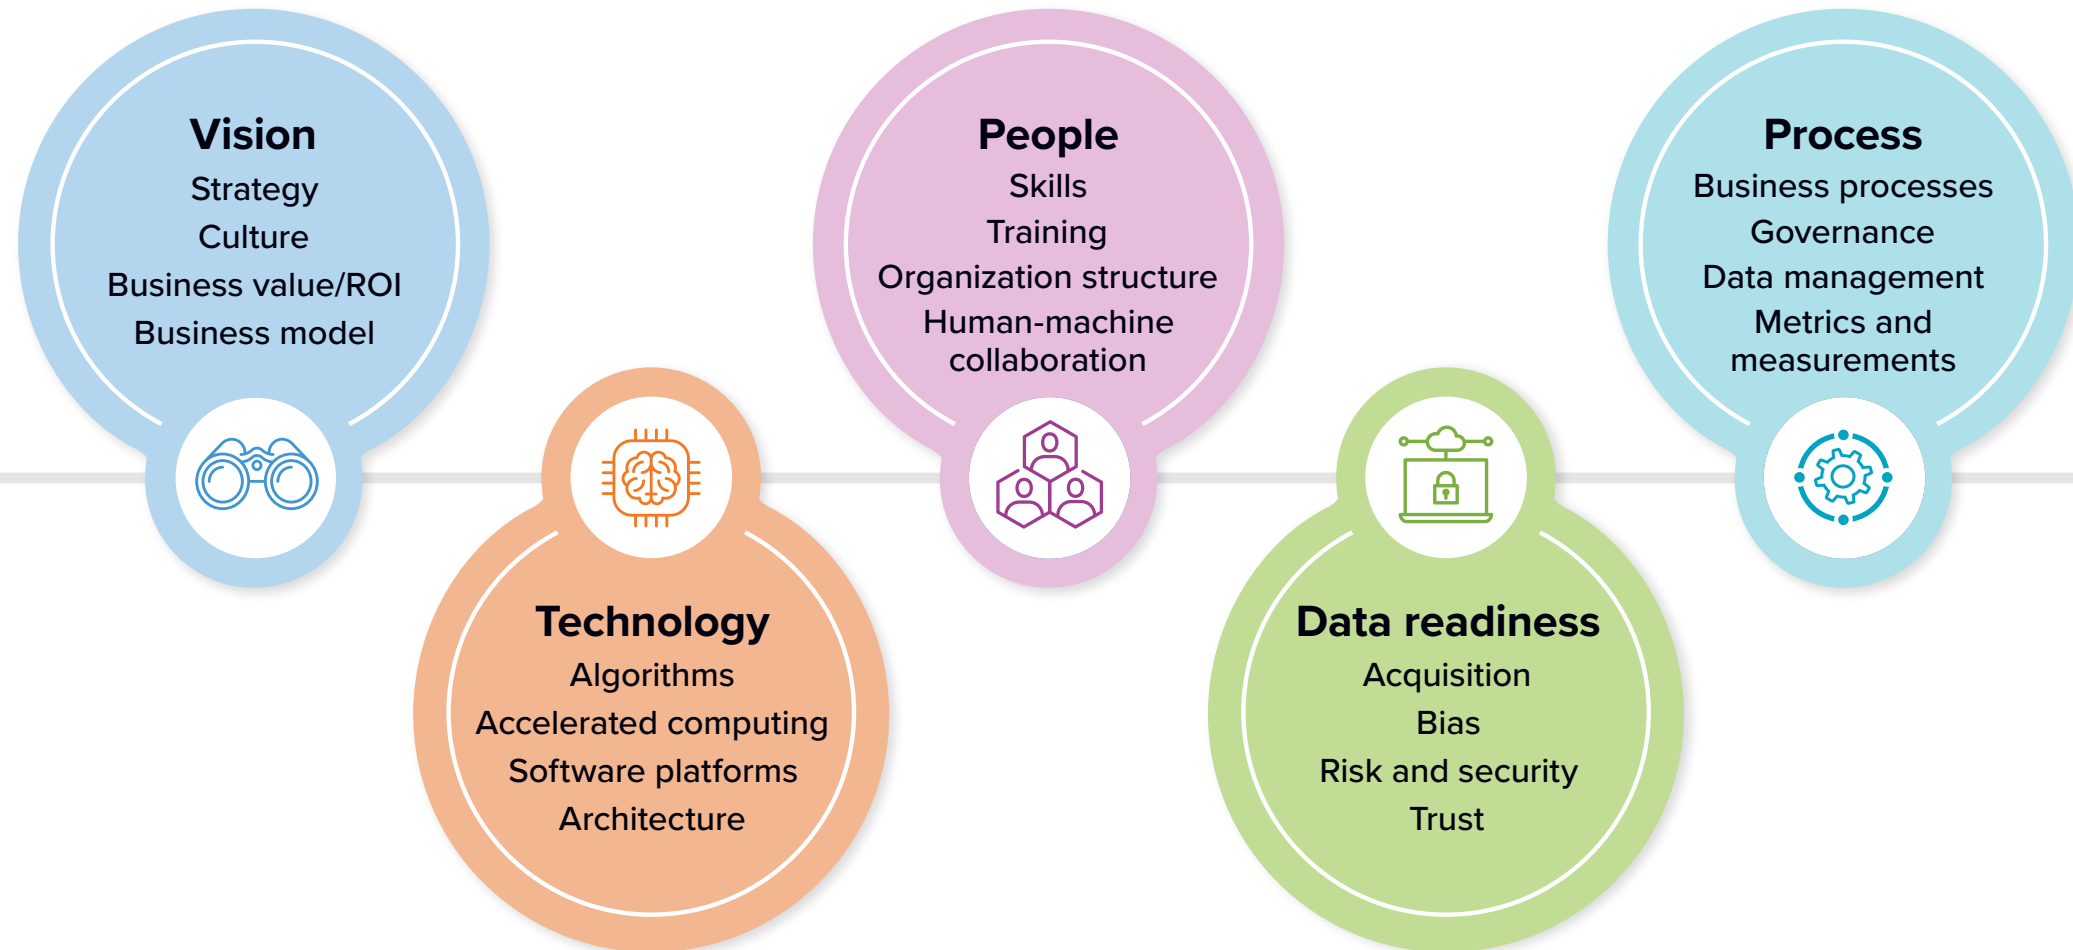 Vision
Strategy
Culture
Business value/ROI
Business model
Technology
Algorithms
Accelerated computing
Software platforms
Architecture
People
Skills
Training
Organization structure
Human-machine
collaboration
Data readiness
Acquisition
Bias
Risk and security
Trust
Process
Business processes
Governance
Data management
Metrics and
measurements